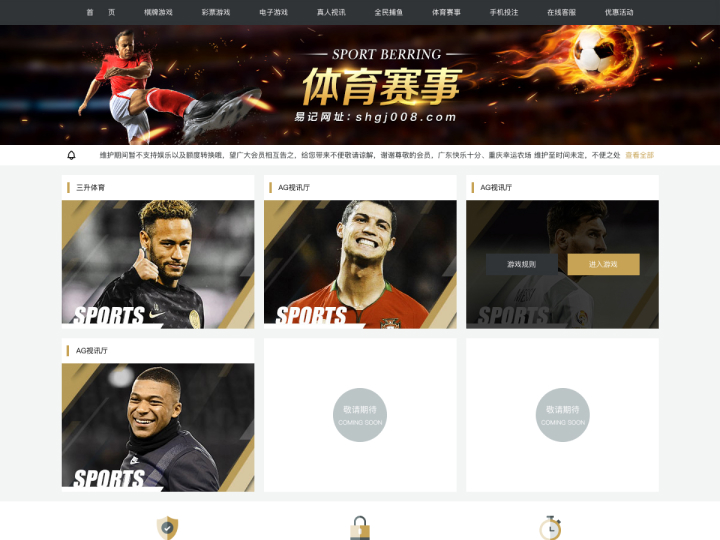 首 页 棋牌游戏 彩票游戏 电子游戏 真人视讯 全民捕鱼 体育赛事 手机投注 在线客服 优惠活动
SPORT BERRING
体育赛事
易记网址: shgj008.com
维护期间暂不支持娱乐以及额度转换哦，望广大会员相互告之，给您带来不便敬请谅解，谢谢尊敬的会员，广东快乐十分、重庆幸运农场 维护至时间未定，不便之处 查看全部
三升体育
AG视讯厅
AG视讯厅
SPORTS
SPORTS
游戏规则 进入游戏
SPORTS
AG视讯厅
SPORTS
敬请期待
COMING SOON
敬请期待
COMING SOON